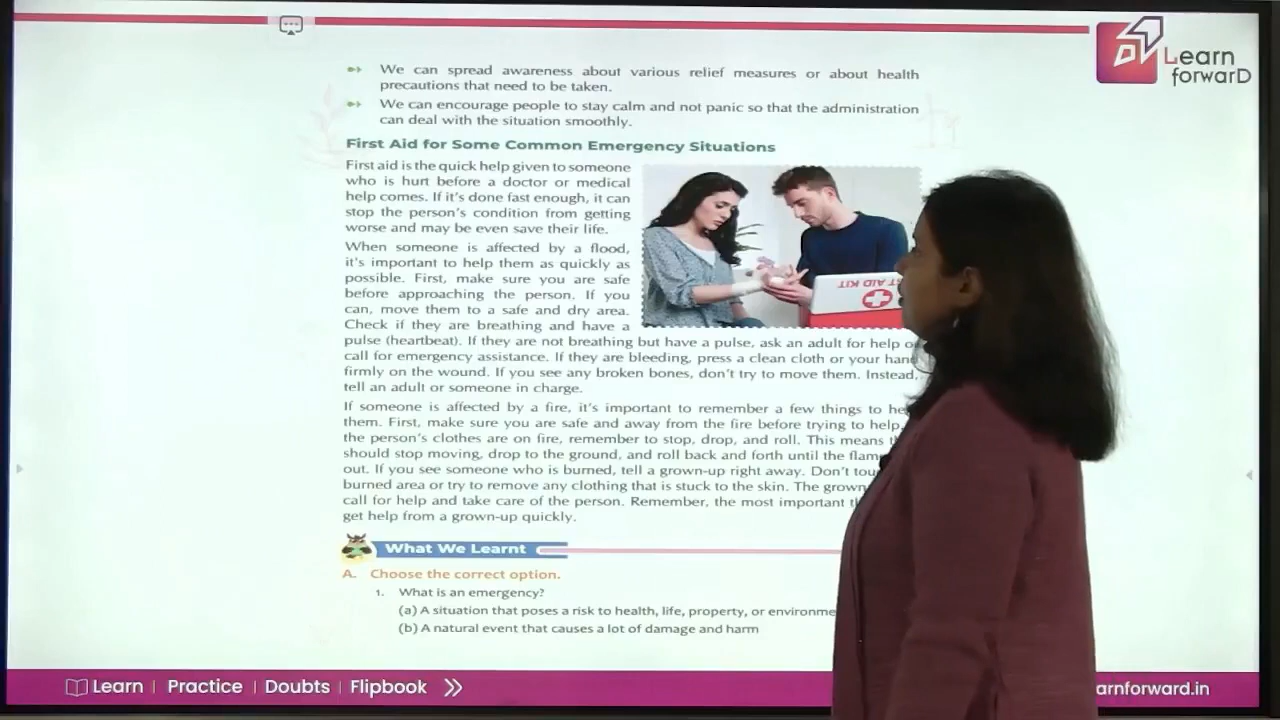 Learn
forwarD
We can spread awareness about various relief measures or about health
precautions that need to be taken.
We can encourage people to stay calm and not panic so that the administration
can deal with the situation smoothly.
First Aid for Some Common Emergency Situations
First aid is the quick help given to someone
who is hurt before a doctor or medical
help comes. If it's done fast enough, it can
stop the person's condition from getting
worse and may be even save their life.
When someone is affected by a flood,
it's important to help them as quickly as
possible. First, make sure you are safe
before approaching the person. If you
can, move them to a safe and dry area.
Check if they are breathing and have a
pulse (heartbeat). If they are not breathing but have a pulse, ask an adult for help o
call for emergency assistance. If they are bleeding, press a clean cloth or your han
firmly on the wound. If you see any broken bones, don't try to move them. Instead,
tell an adult or someone in charge.
AID KIT
If someone is affected by a fire, it's important to remember a few things to he
them. First, make sure you are safe and away from the fire before trying to help.
the person's clothes are on fire, remember to stop, drop, and roll. This means
should stop moving, drop to the ground, and roll back and forth until the flam
out. If you see someone who is burned, tell a grown-up right away. Don't tou
burned area or try to remove any clothing that is stuck to the skin. The grown
call for help and take care of the person. Remember, the most important
get help from a grown-up quickly.
What We Learnt
A. Choose the correct option.
1. What is an emergency?
(a) A situation that poses a risk to health, life, property, or environme
(b) A natural event that causes a lot of damage and harm
Learn | Practice | Doubts | Flipbook
arnforward.in